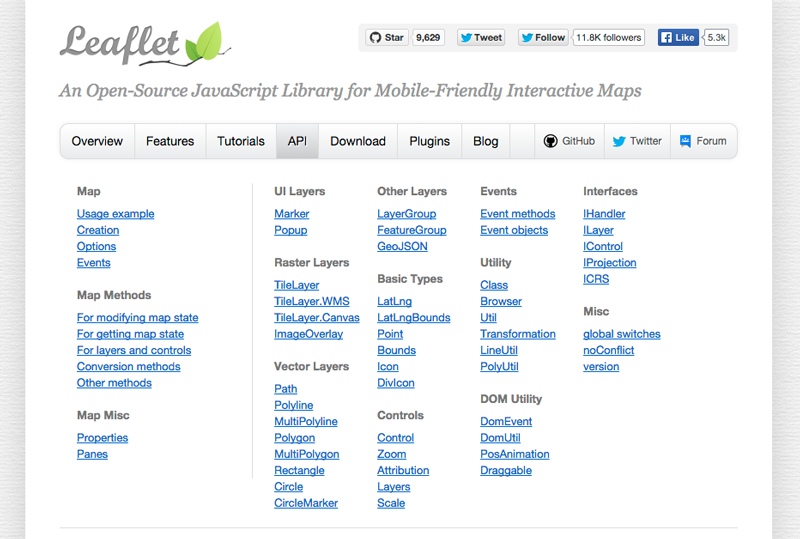 Leaflet
Star 9,629 Tweet Follow 11.8K followers Like 5.3k
An Open-Source JavaScript Library for Mobile-Friendly Interactive Maps
Overview Features Tutorials API Download Plugins Blog GitHub Twitter Forum
Map
Usage example
Creation
Options
Events
Map Methods
For modifying map state
For getting map state
For layers and controls
Conversion methods
Other methods
Map Misc
Properties
Panes
UI Layers
Marker
Popup
Raster Layers
TileLayer
TileLayer.WMS
TileLayer.Canvas
ImageOverlay
Vector Layers
Path
Polyline
MultiPolyline
Polygon
MultiPolygon
Rectangle
Circle
CircleMarker
Other Layers
LayerGroup
FeatureGroup
GeoJSON
Basic Types
LatLng
LatLngBounds
Point
Bounds
Icon
DivIcon
Controls
Control
Zoom
Attribution
Layers
Scale
Events
Event methods
Event objects
Utility
Class
Browser
Util
Transformation
LineUtil
PolyUtil
DOM Utility
DomEvent
DomUtil
PosAnimation
Draggable
Interfaces
IHandler
ILayer
IControl
IProjection
ICRS
Misc
global switches
noConflict
version